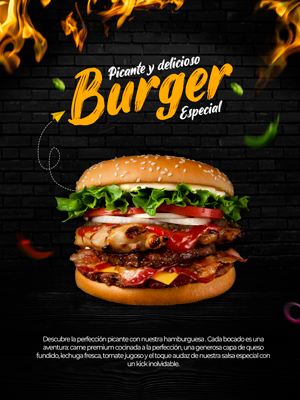 Picante y delicioso
Burger
Especial
Descubre la perfección picante con nuestra hamburguesa . Cada bocado es una
aventura: carne premium cocinada a la perfección, una generosa capa de queso
fundido, lechuga fresca, tomate jugoso y el toque audaz de nuestra salsa especial con
un kick inolvidable.